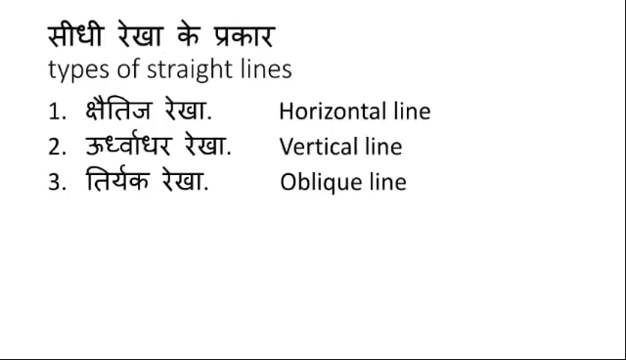 सीधी रेखा के प्रकार
types of straight lines
1. क्षैतिज रेखा. Horizontal line
2. ऊर्ध्वाधर रेखा. Vertical line
3. तिर्यक रेखा. Oblique line